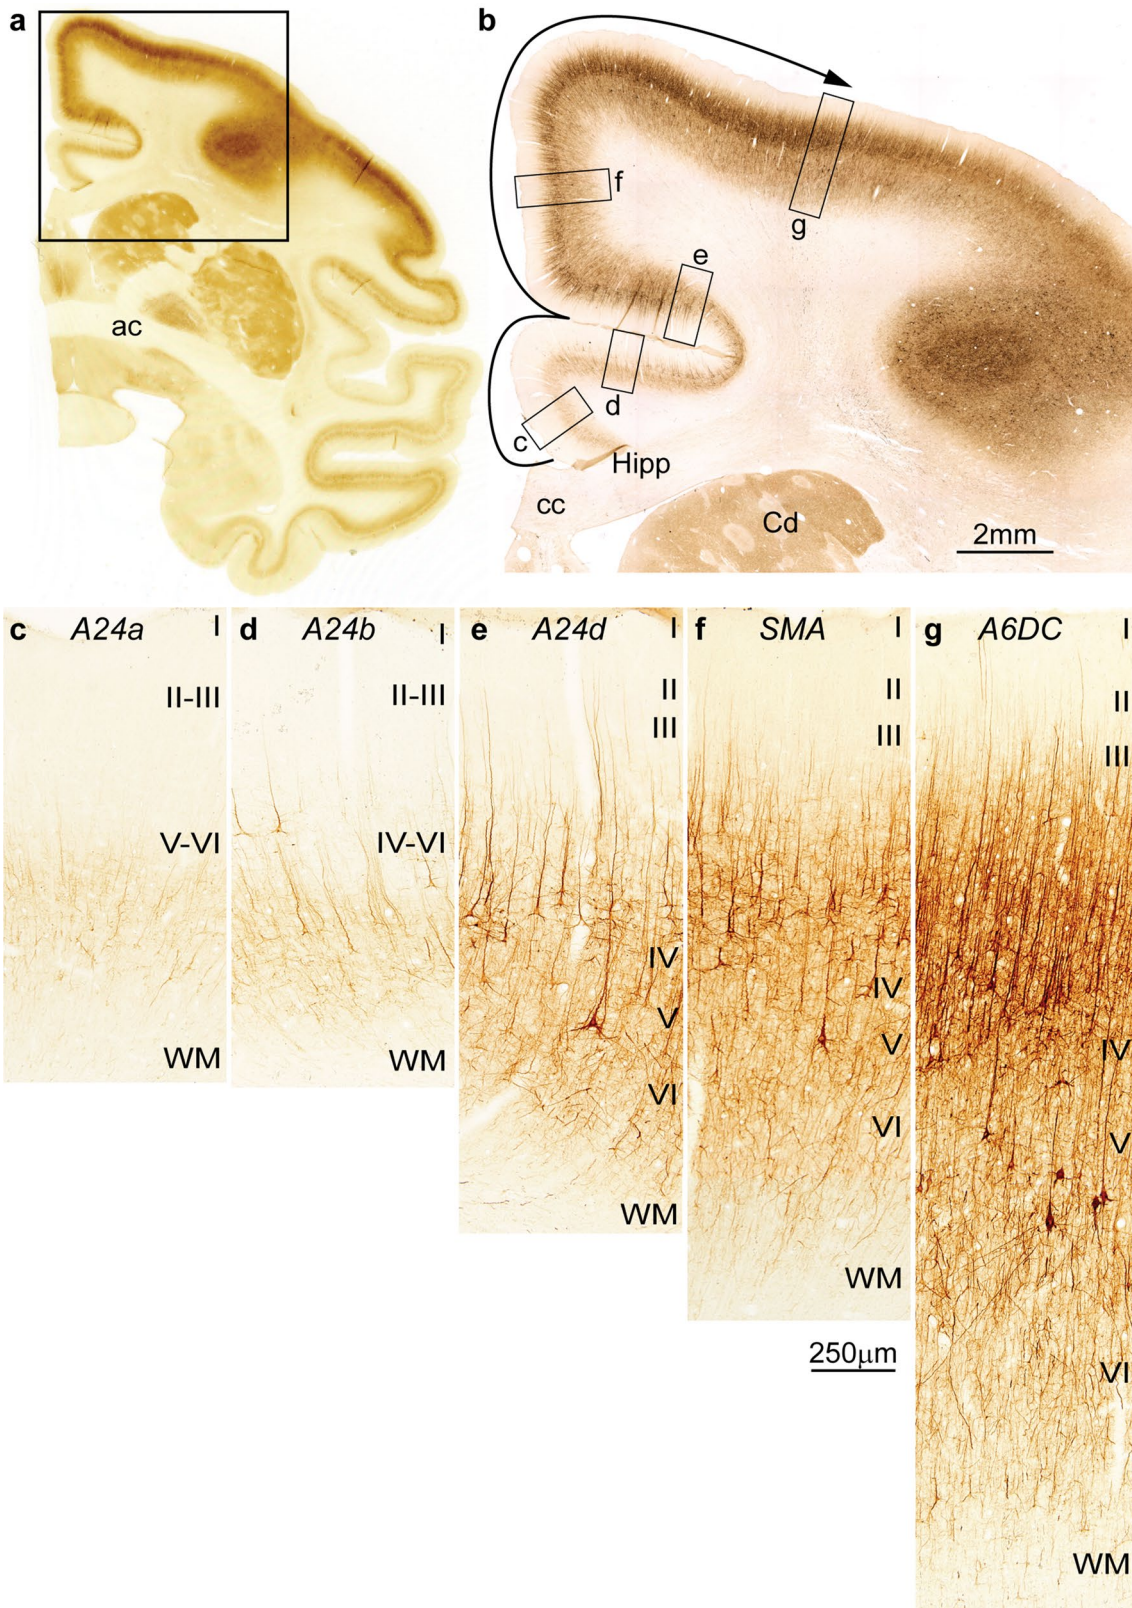 a
ac
b
f
g
e
d
c
Hipp
cc
Cd
2mm
c A24a I
II-III
V-VI
WM
d A24b I
II-III
IV-VI
WM
e A24d I
II
III
IV
V
VI
WM
f SMA I
II
III
IV
V
VI
WM
250µm
g A6DC I
II
III
IV
V
VI
WM